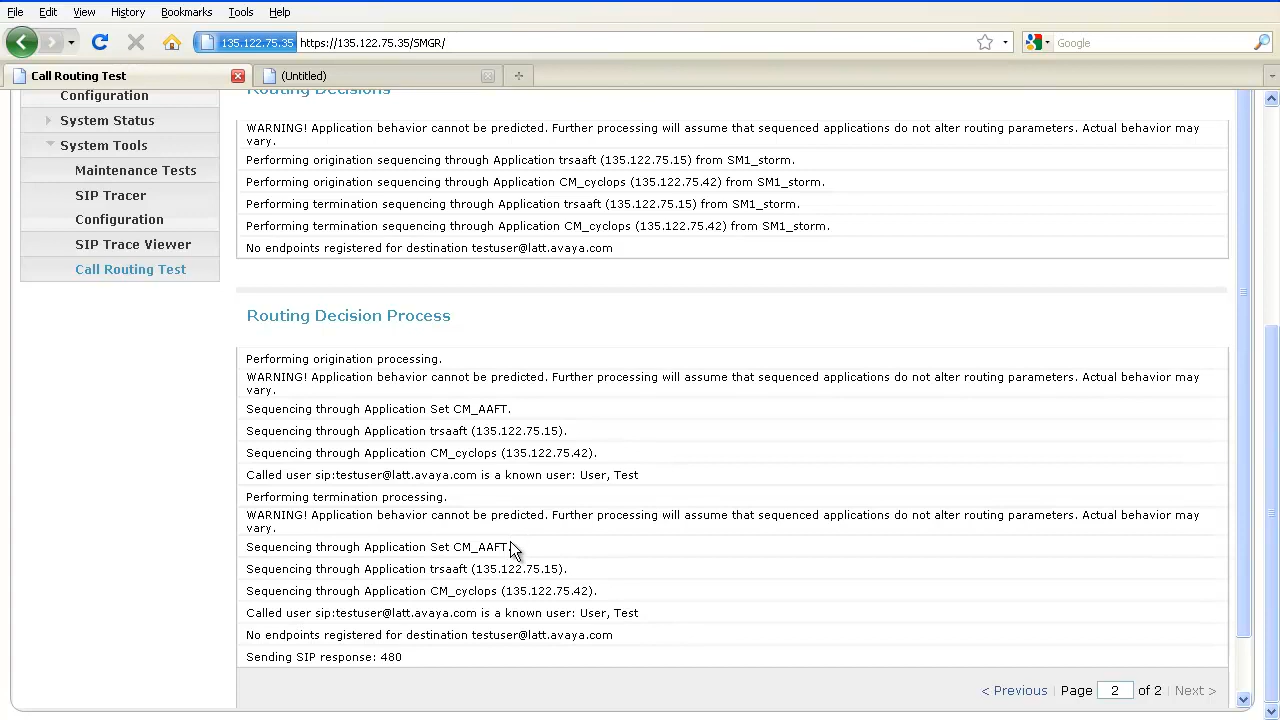 File Edit View History Bookmarks Tools Help
135.122.75.35 https://135.122.75.35/SMGR/ Google
Call Routing Test (Untitled)
Configuration
System Status
System Tools
Maintenance Tests
SIP Tracer
Configuration
SIP Trace Viewer
Call Routing Test
Routing Decisions
WARNING! Application behavior cannot be predicted. Further processing will assume that sequenced applications do not alter routing parameters. Actual behavior may
vary.
Performing origination sequencing through Application trsaaft (135.122.75.15) from SM1_storm.
Performing origination sequencing through Application CM_cyclops (135.122.75.42) from SM1_storm.
Performing termination sequencing through Application trsaaft (135.122.75.15) from SM1_storm.
Performing termination sequencing through Application CM_cyclops (135.122.75.42) from SM1_storm.
No endpoints registered for destination testuser@latt.avaya.com
Routing Decision Process
Performing origination processing.
WARNING! Application behavior cannot be predicted. Further processing will assume that sequenced applications do not alter routing parameters. Actual behavior may
vary.
Sequencing through Application Set CM_AAFT.
Sequencing through Application trsaaft (135.122.75.15).
Sequencing through Application CM_cyclops (135.122.75.42).
Called user sip:testuser@latt.avaya.com is a known user: User, Test
Performing termination processing.
WARNING! Application behavior cannot be predicted. Further processing will assume that sequenced applications do not alter routing parameters. Actual behavior may
vary.
Sequencing through Application Set CM_AAFT.
Sequencing through Application trsaaft (135.122.75.15).
Sequencing through Application CM_cyclops (135.122.75.42).
Called user sip:testuser@latt.avaya.com is a known user: User, Test
No endpoints registered for destination testuser@latt.avaya.com
Sending SIP response: 480
< Previous Page 2 of 2 Next >